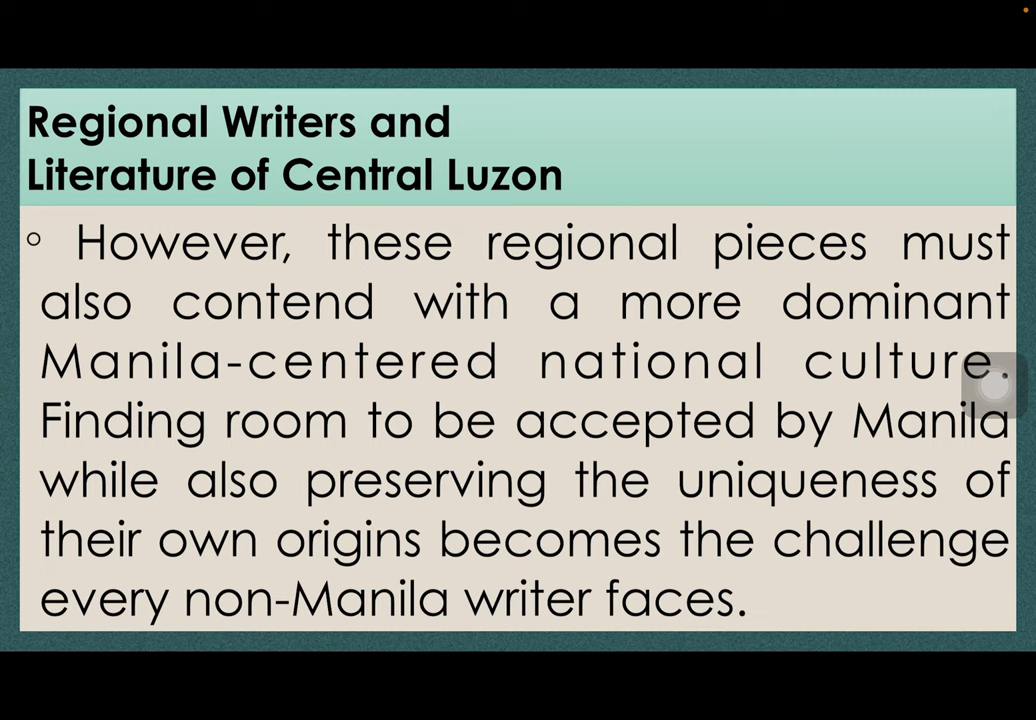 Regional Writers and
Literature of Central Luzon
◦ However, these regional pieces must
also contend with a more dominant
Manila-centered national culture.
Finding room to be accepted by Manila
while also preserving the uniqueness of
their own origins becomes the challenge
every non-Manila writer faces.